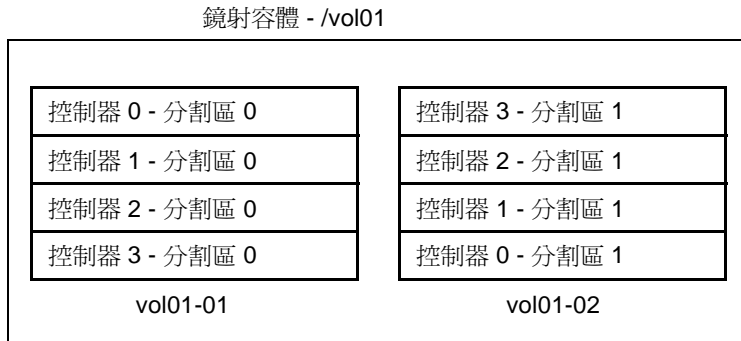 鏡射容體 - /vol01
控制器 0 - 分割區 0
控制器 1 - 分割區 0
控制器 2 - 分割區 0
控制器 3 - 分割區 0
vol01-01
控制器 3 - 分割區 1
控制器 2 - 分割區 1
控制器 1 - 分割區 1
控制器 0 - 分割區 1
vol01-02